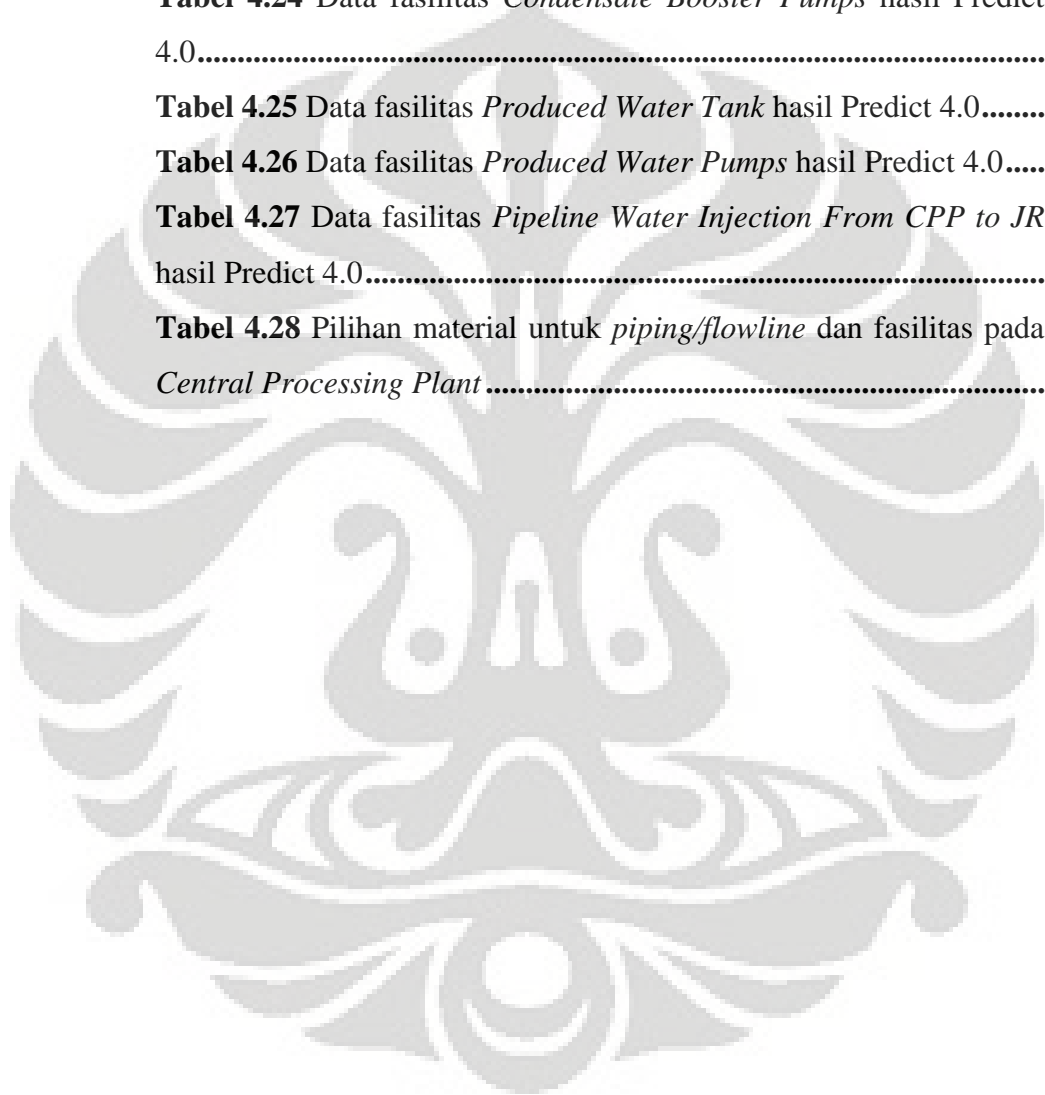 Tabel 4.24 Data fasilitas Condensate Booster Pumps hasil Predict
4.0.............................................................................................................
Tabel 4.25 Data fasilitas Produced Water Tank hasil Predict 4.0........
Tabel 4.26 Data fasilitas Produced Water Pumps hasil Predict 4.0.....
Tabel 4.27 Data fasilitas Pipeline Water Injection From CPP to JR
hasil Predict 4.0.......................................................................................
Tabel 4.28 Pilihan material untuk piping/flowline dan fasilitas pada
Central Processing Plant.......................................................................